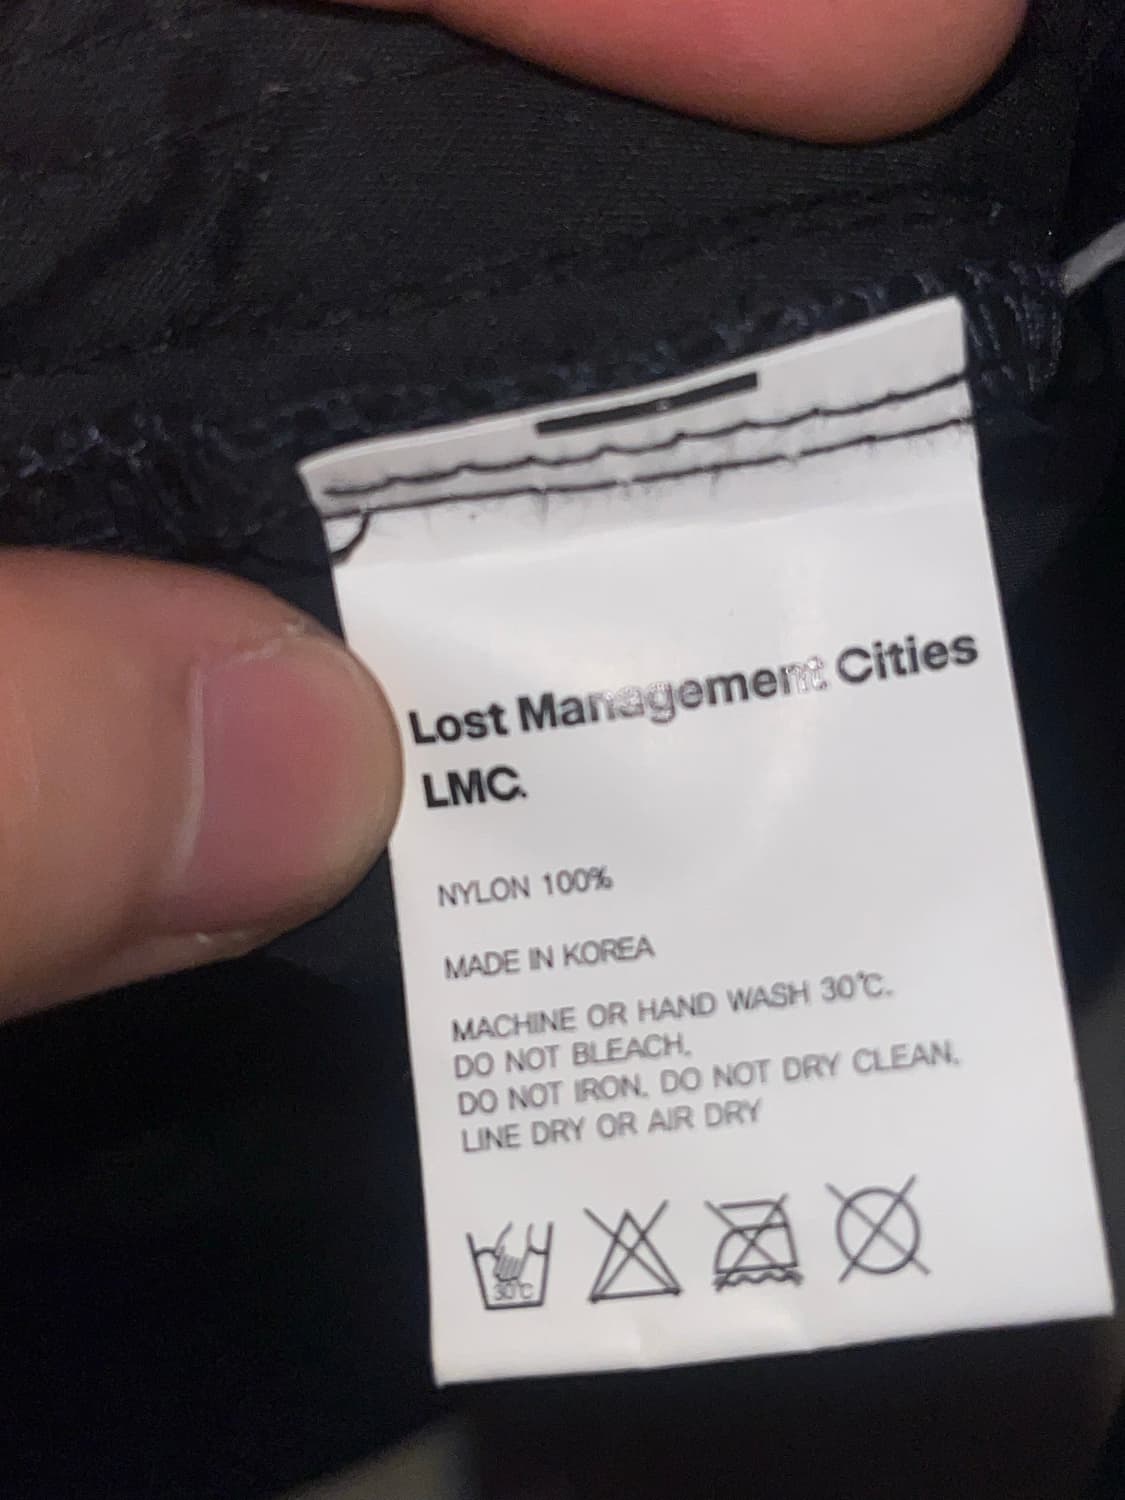 Lost Management Cities
LMC.
NYLON 100%
MADE IN KOREA
MACHINE OR HAND WASH 30℃.
DO NOT BLEACH.
DO NOT IRON. DO NOT DRY CLEAN.
LINE DRY OR AIR DRY
30℃